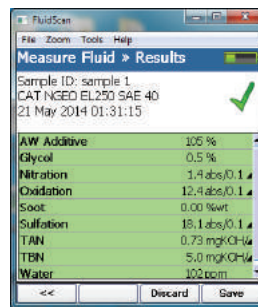 FluidScan
File Zoom Tools Help
Measure Fluid » Results
Sample ID: sample 1
CAT NGEO EL250 SAE 40
21 May 2014 01:31:15
AW Additive 105 %
Glycol 0.5 %
Nitration 1.4 abs/0.1
Oxidation 12.4 abs/0.1
Soot 0.00 %wt
Sulfation 18.1 abs/0.1
TAN 0.73 mgKOH/
TBN 5.0 mgKOH/
Water 102 ppm
<< Discard Save